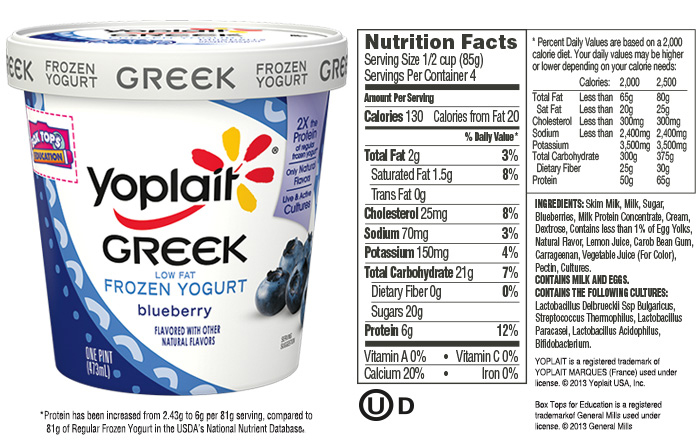 FROZEN
YOGURT
GREEK
FROZEN
YOGURT
BOX TOPS
EDUCATION
2X the
Protein
of regular
frozen yogurt*
Only Natural
Flavors
Live & Active
Cultures
Yoplait®
GREEK
LOW FAT
FROZEN YOGURT
blueberry
FLAVORED WITH OTHER
NATURAL FLAVORS
SERVING
SUGGESTION
ONE PINT
(473mL)
*Protein has been increased from 2.43g to 6g per 81g serving, compared to
81g of Regular Frozen Yogurt in the USDA's National Nutrient Database.
Nutrition Facts
Serving Size 1/2 cup (85g)
Servings Per Container 4
Amount Per Serving
Calories 130 Calories from Fat 20
% Daily Value*
Total Fat 2g 3%
Saturated Fat 1.5g 8%
Trans Fat 0g
Cholesterol 25mg 8%
Sodium 70mg 3%
Potassium 150mg 4%
Total Carbohydrate 21g 7%
Dietary Fiber 0g 0%
Sugars 20g
Protein 6g 12%
Vitamin A 0% • Vitamin C 0%
Calcium 20% • Iron 0%
U D
* Percent Daily Values are based on a 2,000
calorie diet. Your daily values may be higher
or lower depending on your calorie needs:
Calories: 2,000 2,500
Total Fat Less than 65g 80g
Sat Fat Less than 20g 25g
Cholesterol Less than 300mg 300mg
Sodium Less than 2,400mg 2,400mg
Potassium 3,500mg 3,500mg
Total Carbohydrate 300g 375g
Dietary Fiber 25g 30g
Protein 50g 65g
INGREDIENTS: Skim Milk, Milk, Sugar,
Blueberries, Milk Protein Concentrate, Cream,
Dextrose, Contains less than 1% of Egg Yolks,
Natural Flavor, Lemon Juice, Carob Bean Gum,
Carrageenan, Vegetable Juice (For Color),
Pectin, Cultures.
CONTAINS MILK AND EGGS.
CONTAINS THE FOLLOWING CULTURES:
Lactobacillus Delbrueckii Ssp Bulgaricus,
Streptococcus Thermophilus, Lactobacillus
Paracasei, Lactobacillus Acidophilus,
Bifidobacterium.
YOPLAIT is a registered trademark of
YOPLAIT MARQUES (France) used under
license. © 2013 Yoplait USA, Inc.
Box Tops for Education is a registered
trademarkof General Mills used under
license. © 2013 General Mills